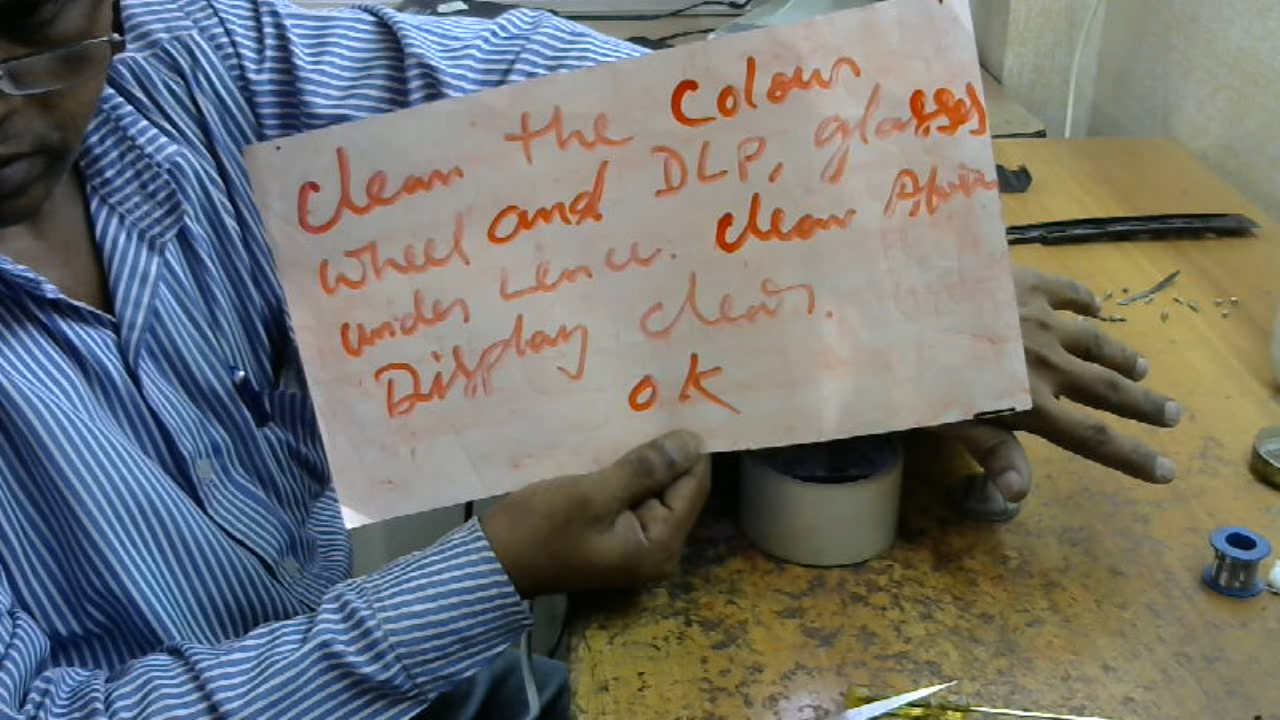 clean the Colour
wheel and DLP, glasses
under Lence. clean
Display clear.
OK